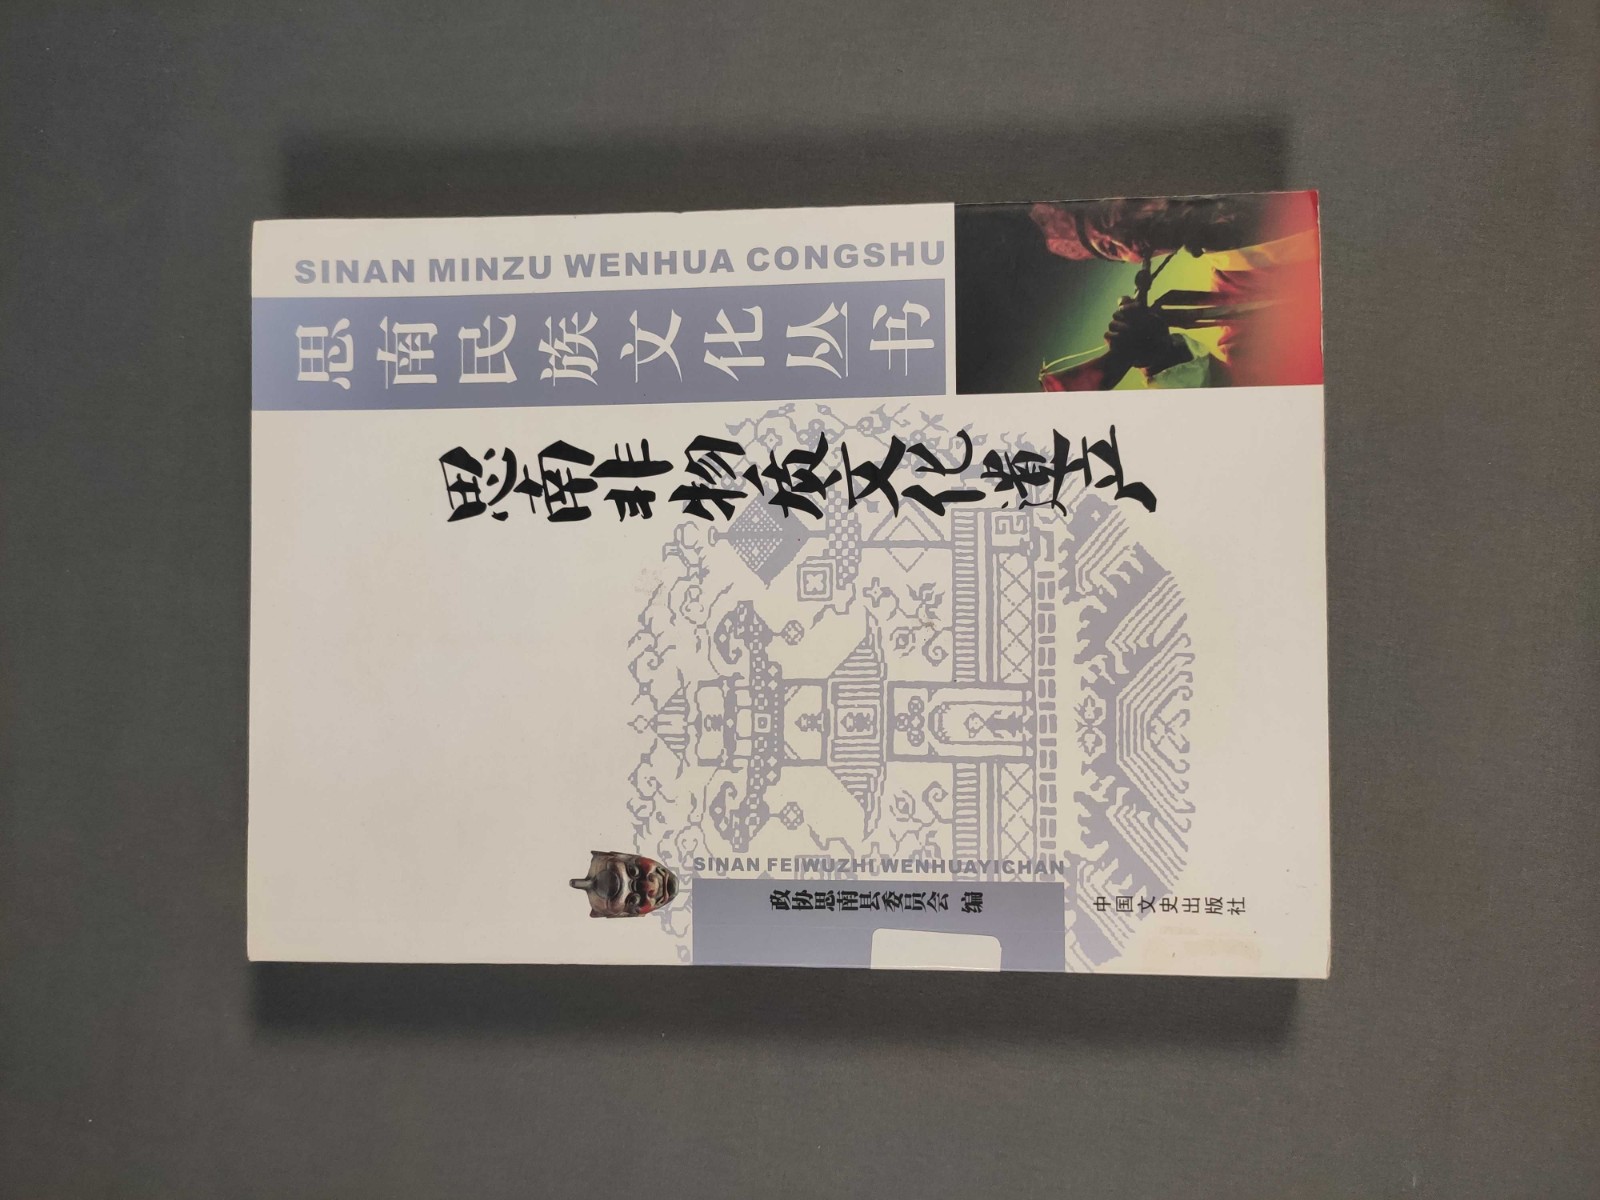 SINAN MINZU WENHUA CONGSHU
思南民族文化丛书
思南非物质文化遗产
SINAN FEIWUZHI WENHUAYICHAN
政协思南县委员会 编
中国文史出版社